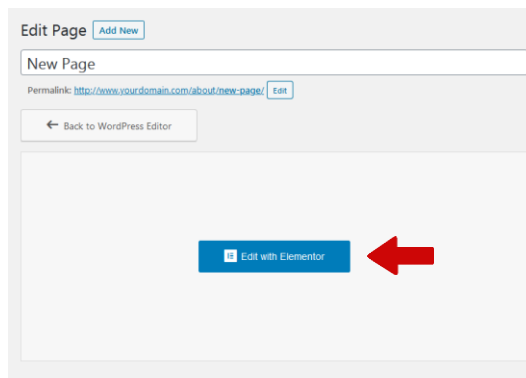 Edit Page Add New
New Page
Permalink: http://www.yourdomain.com/about/new-page/ Edit
← Back to WordPress Editor
Edit with Elementor